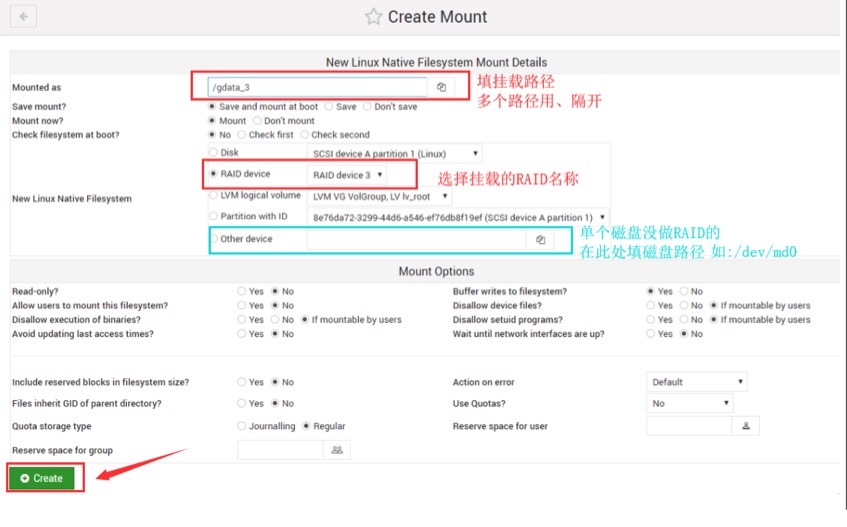 Create Mount
New Linux Native Filesystem Mount Details
Mounted as /gdata_3
填挂载路径
多个路径用、隔开
Save mount? Save and mount at boot Save Don't save
Mount now? Mount Don't mount
Check filesystem at boot? No Check first Check second
New Linux Native Filesystem
Disk SCSI device A partition 1 (Linux)
RAID device RAID device 3
选择挂载的RAID名称
LVM logical volume LVM VG VolGroup, LV lv_root
Partition with ID 8e76da72-3299-44d6-a546-ef76db8f19ef (SCSI device A partition 1)
Other device
单个磁盘没做RAID的
在此处填磁盘路径 如:/dev/md0
Mount Options
Read-only? Yes No Buffer writes to filesystem? Yes No
Allow users to mount this filesystem? Yes No Disallow device files? Yes No If mountable by users
Disallow execution of binaries? Yes No If mountable by users Disallow setuid programs? Yes No If mountable by users
Avoid updating last access times? Yes No Wait until network interfaces are up? Yes No
Include reserved blocks in filesystem size? Yes No Action on error Default
Files inherit GID of parent directory? Yes No Use Quotas? No
Quota storage type Journalling Regular Reserve space for user
Reserve space for group
Create